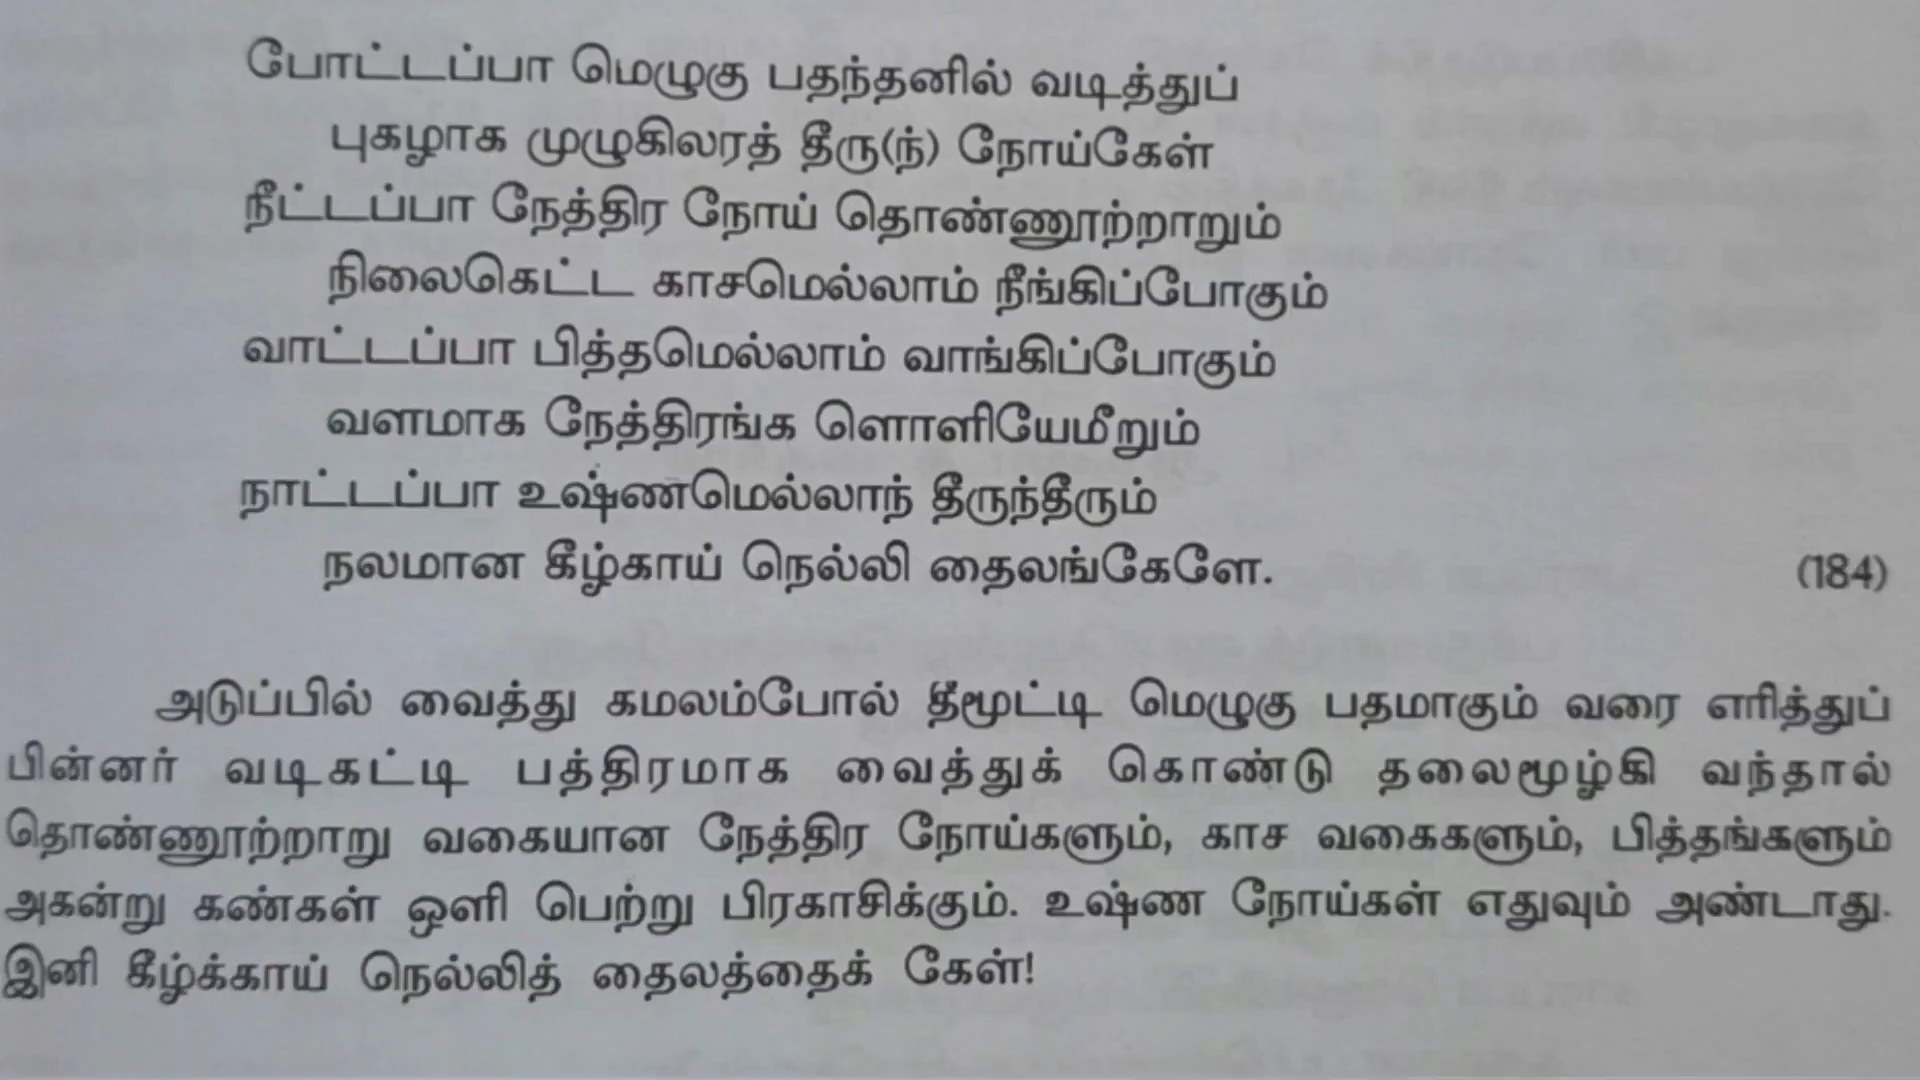 போட்டப்பா மெழுகு பதந்தனில் வடித்துப்
புகழாக முழுகிலரத் தீரு(ந்) நோய்கேள்
நீட்டப்பா நேத்திர நோய் தொண்ணூற்றாறும்
நிலைகெட்ட காசமெல்லாம் நீங்கிப்போகும்
வாட்டப்பா பித்தமெல்லாம் வாங்கிப்போகும்
வளமாக நேத்திரங்க ளொளியேமீறும்
நாட்டப்பா உஷ்ணமெல்லாந் தீருந்தீரும்
நலமான கீழ்காய் நெல்லி தைலங்கேளே. (184)
அடுப்பில் வைத்து கமலம்போல் தீமூட்டி மெழுகு பதமாகும் வரை எரித்துப்
பின்னர் வடிகட்டி பத்திரமாக வைத்துக் கொண்டு தலைமூழ்கி வந்தால்
தொண்ணூற்றாறு வகையான நேத்திர நோய்களும், காச வகைகளும், பித்தங்களும்
அகன்று கண்கள் ஒளி பெற்று பிரகாசிக்கும். உஷ்ண நோய்கள் எதுவும் அண்டாது.
இனி கீழ்க்காய் நெல்லித் தைலத்தைக் கேள்!